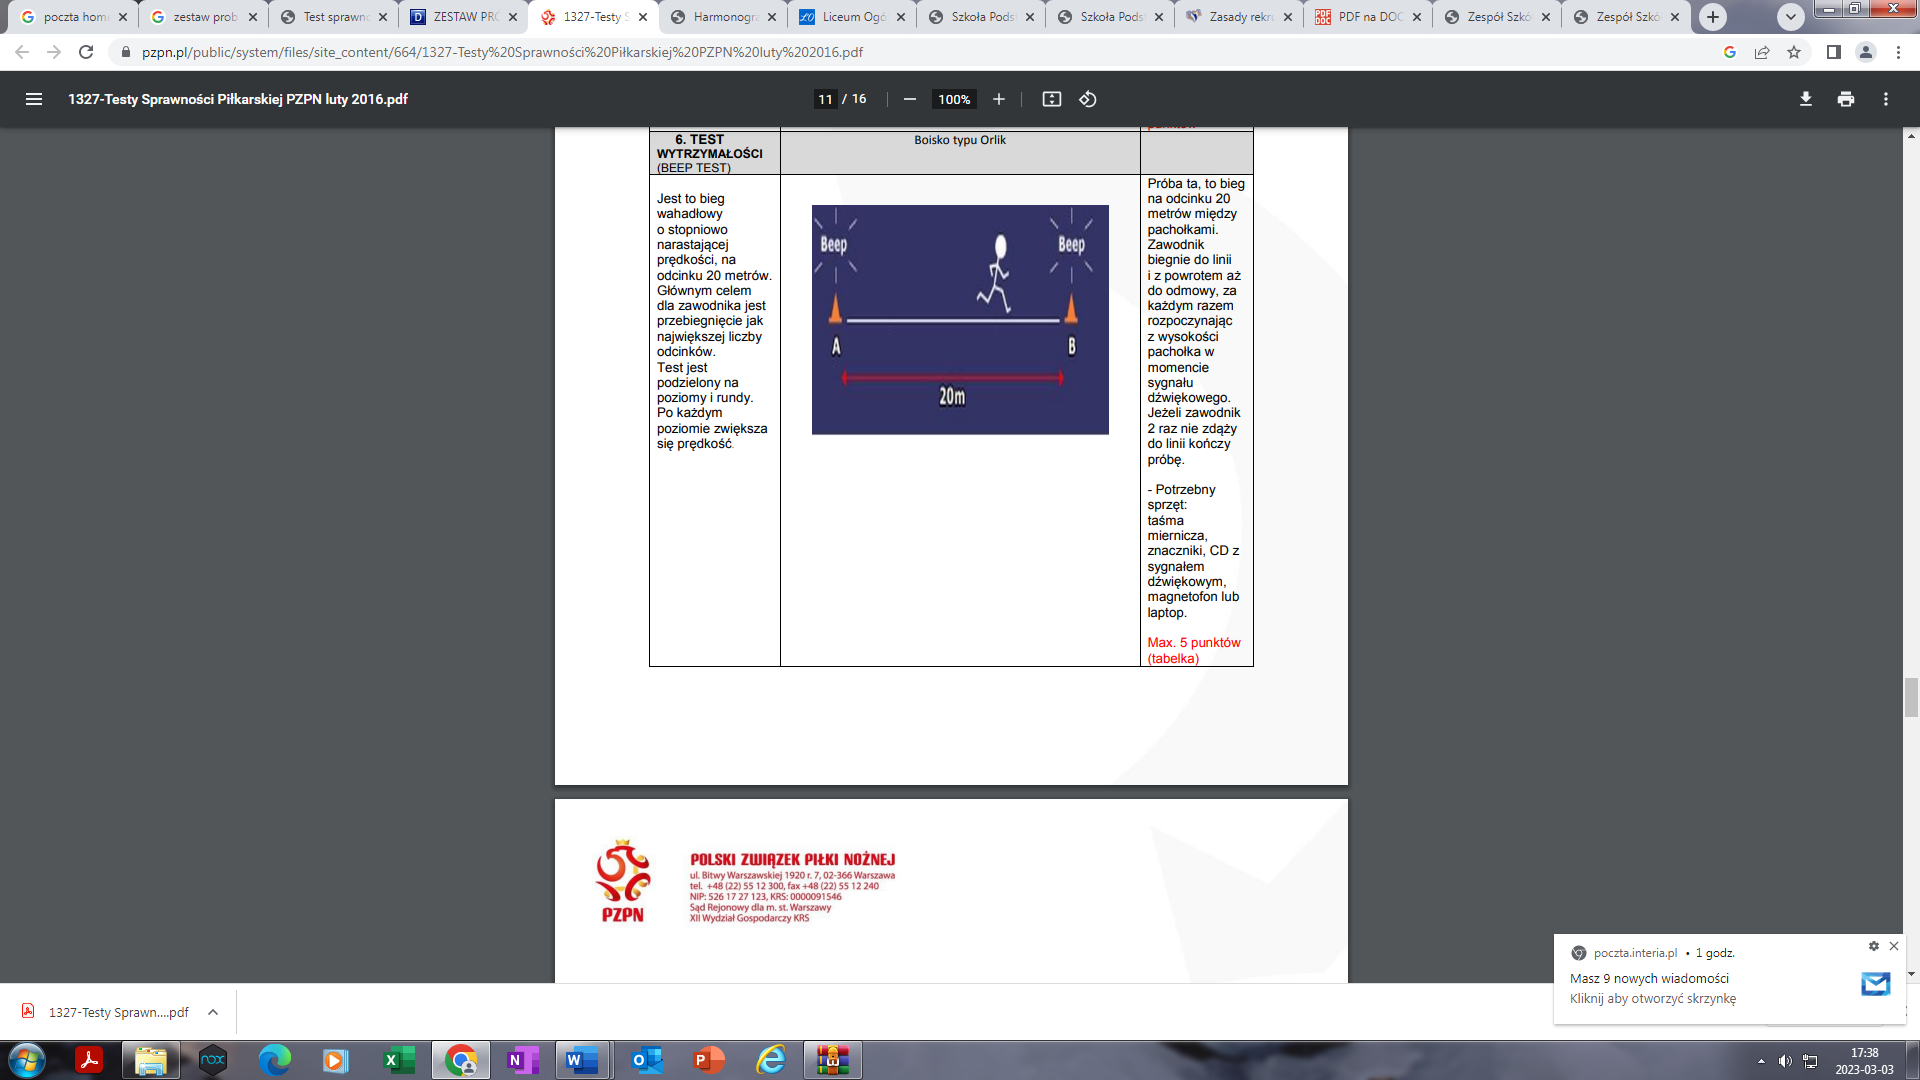 poczta hom
zestaw prob
Test sprawno
ZESTAW PRÓ
1327-Testy S
Harmonogra
Liceum Ogó
Szkoła Pods
Szkoła Pods
Zasady rekru
PDF na DOC
Zespół Szkó
Zespół Szkó
pzpn.pl/public/system/files/site_content/664/1327-Testy%20Sprawności%20Piłkarskiej%20PZPN%20luty%202016.pdf
1327-Testy Sprawności Piłkarskiej PZPN luty 2016.pdf
11 / 16
100%
6. TEST
WYTRZYMAŁOŚCI
(BEEP TEST)
Boisko typu Orlik
Jest to bieg
wahadłowy
o stopniowo
narastającej
prędkości, na
odcinku 20 metrów.
Głównym celem
dla zawodnika jest
przebiegnięcie jak
największej liczby
odcinków.
Test jest
podzielony na
poziomy i rundy.
Po każdym
poziomie zwiększa
się prędkość.
Beep
Beep
A
B
20m
Próba ta, to bieg
na odcinku 20
metrów między
pachołkami.
Zawodnik
biegnie do linii
i z powrotem aż
do odmowy, za
każdym razem
rozpoczynając
z wysokości
pachołka w
momencie
sygnału
dźwiękowego.
Jeżeli zawodnik
2 raz nie zdąży
do linii kończy
próbę.
- Potrzebny
sprzęt:
taśma
miernicza,
znaczniki, CD z
sygnałem
dźwiękowym,
magnetofon lub
laptop.
Max. 5 punktów
(tabelka)
PZPN
POLSKI ZWIĄZEK PIŁKI NOŻNEJ
ul. Bitwy Warszawskiej 1920 r. 7, 02-366 Warszawa
tel. +48 (22) 55 12 300, fax +48 (22) 55 12 240
NIP: 526 17 27 123, KRS: 0000091546
Sąd Rejonowy dla m. st. Warszawy
XII Wydział Gospodarczy KRS
poczta.interia.pl • 1 godz.
Masz 9 nowych wiadomości
Kliknij aby otworzyć skrzynkę
1327-Testy Sprawn....pdf
17:38
2023-03-03